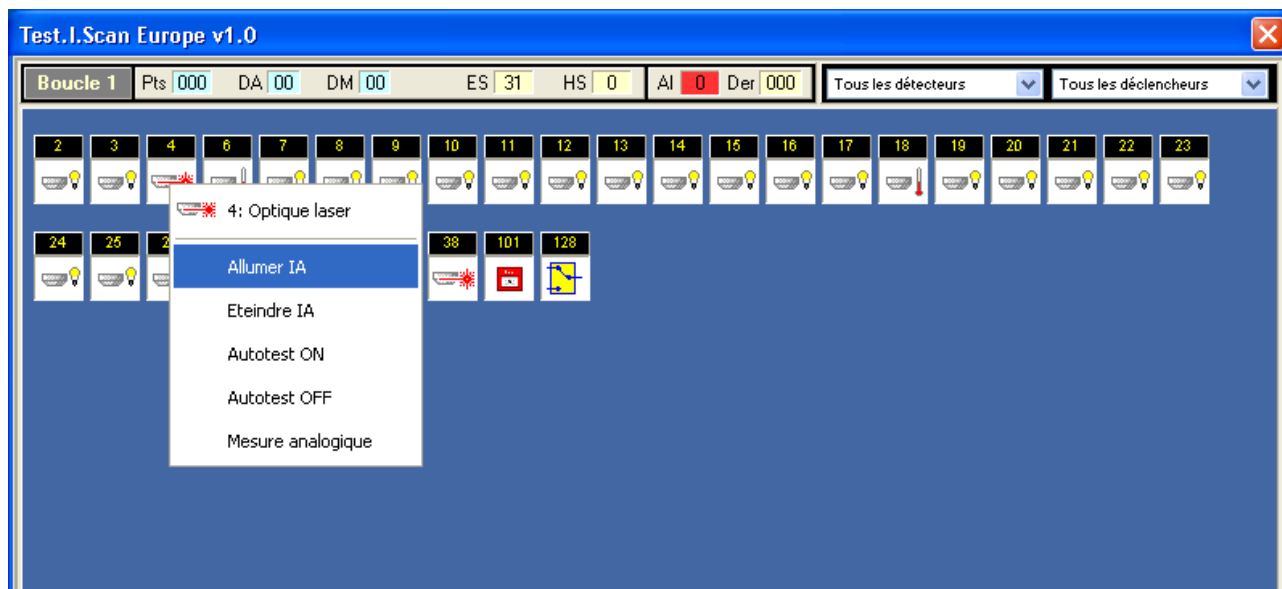 Test.I.Scan Europe v1.0
Boucle 1 Pts 000 DA 00 DM 00 ES 31 HS 0 Al 0 Der 000 Tous les détecteurs Tous les déclencheurs
2 3 4 6 7 8 9 10 11 12 13 14 15 16 17 18 19 20 21 22 23
4: Optique laser
24 25 2 38 101 128
Allumer IA
Eteindre IA
Autotest ON
Autotest OFF
Mesure analogique